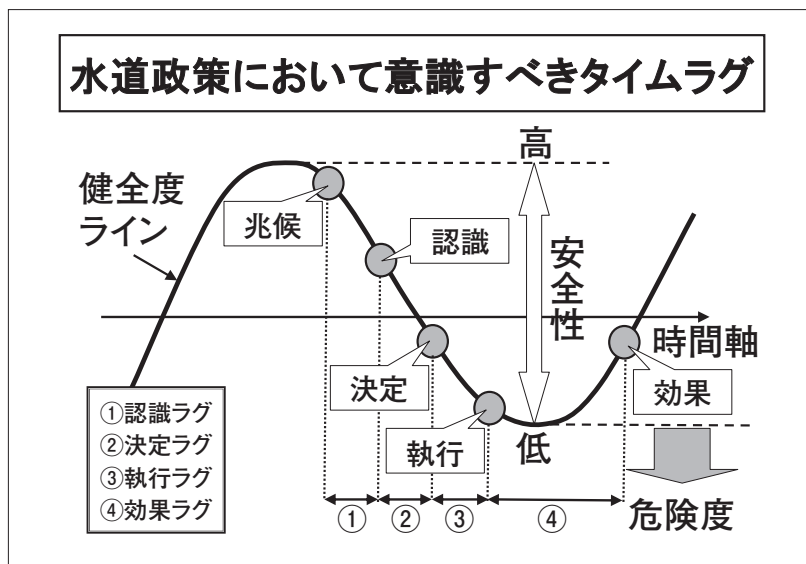 水道政策において意識すべきタイムラグ
高
健全度
ライン
兆候
認識
安全性
時間軸
決定
効果
執行
低
①認識ラグ
②決定ラグ
③執行ラグ
④効果ラグ
危険度
①
②
③
④